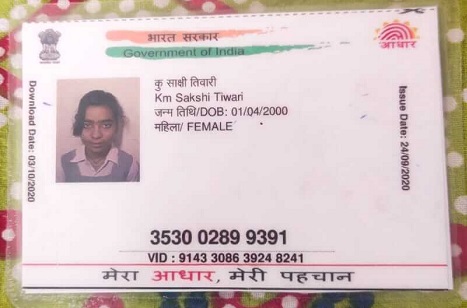 भारत सरकार
Government of India
आधार
Download Date: 03/10/2020
कु साक्षी तिवारी
Km Sakshi Tiwari
जन्म तिथि/DOB: 01/04/2000
महिला/ FEMALE
Issue Date: 24/09/2020
3530 0289 9391
VID : 9143 3086 3924 8241
मेरा आधार, मेरी पहचान